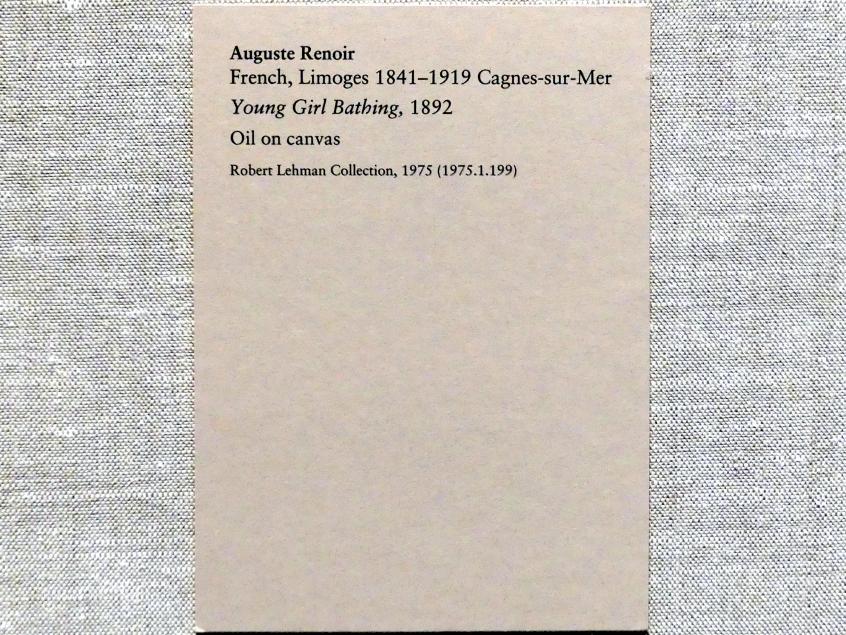 Auguste Renoir
French, Limoges 1841–1919 Cagnes-sur-Mer
Young Girl Bathing, 1892
Oil on canvas
Robert Lehman Collection, 1975 (1975.1.199)